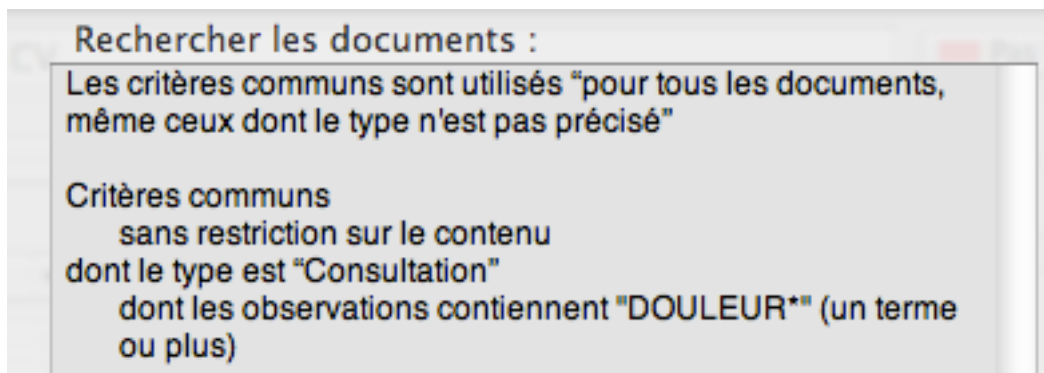 Rechercher les documents :
Les critères communs sont utilisés “pour tous les documents,
même ceux dont le type n'est pas précisé”
Critères communs
sans restriction sur le contenu
dont le type est “Consultation”
dont les observations contiennent "DOULEUR*" (un terme
ou plus)